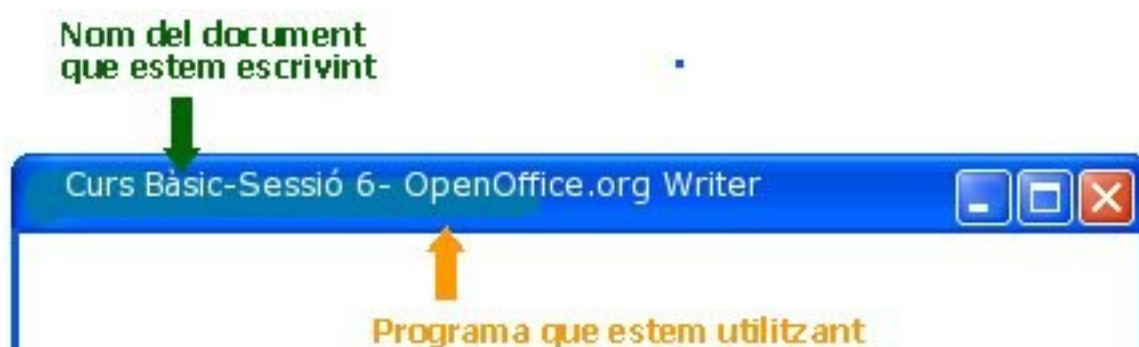 Nom del document
que estem escrivint
Curs Bàsic-Sessió 6- OpenOffice.org Writer
Programa que estem utilitzant